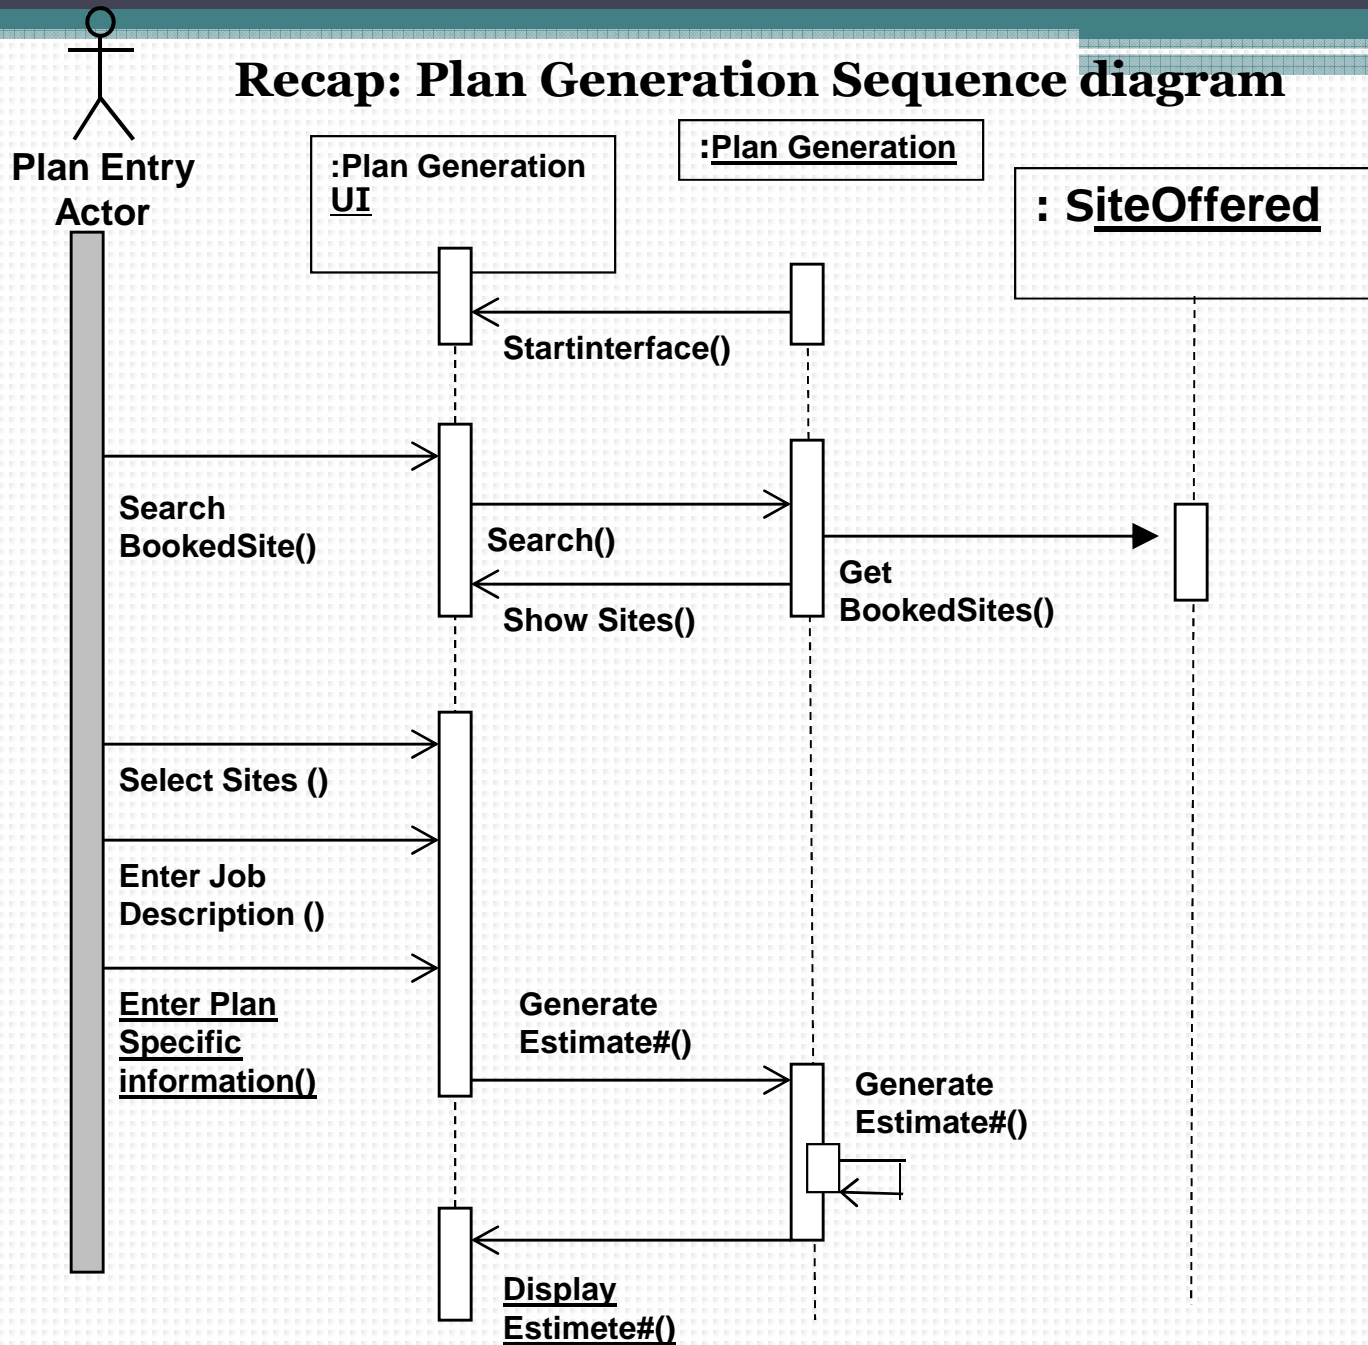 Recap: Plan Generation Sequence diagram
Plan Entry
Actor
:Plan Generation
UI
:Plan Generation
: SiteOffered
Startinterface()
Search
BookedSite()
Search()
Get
BookedSites()
Show Sites()
Select Sites ()
Enter Job
Description ()
Enter Plan
Specific
information()
Generate
Estimate#()
Generate
Estimate#()
Display
Estimete#()